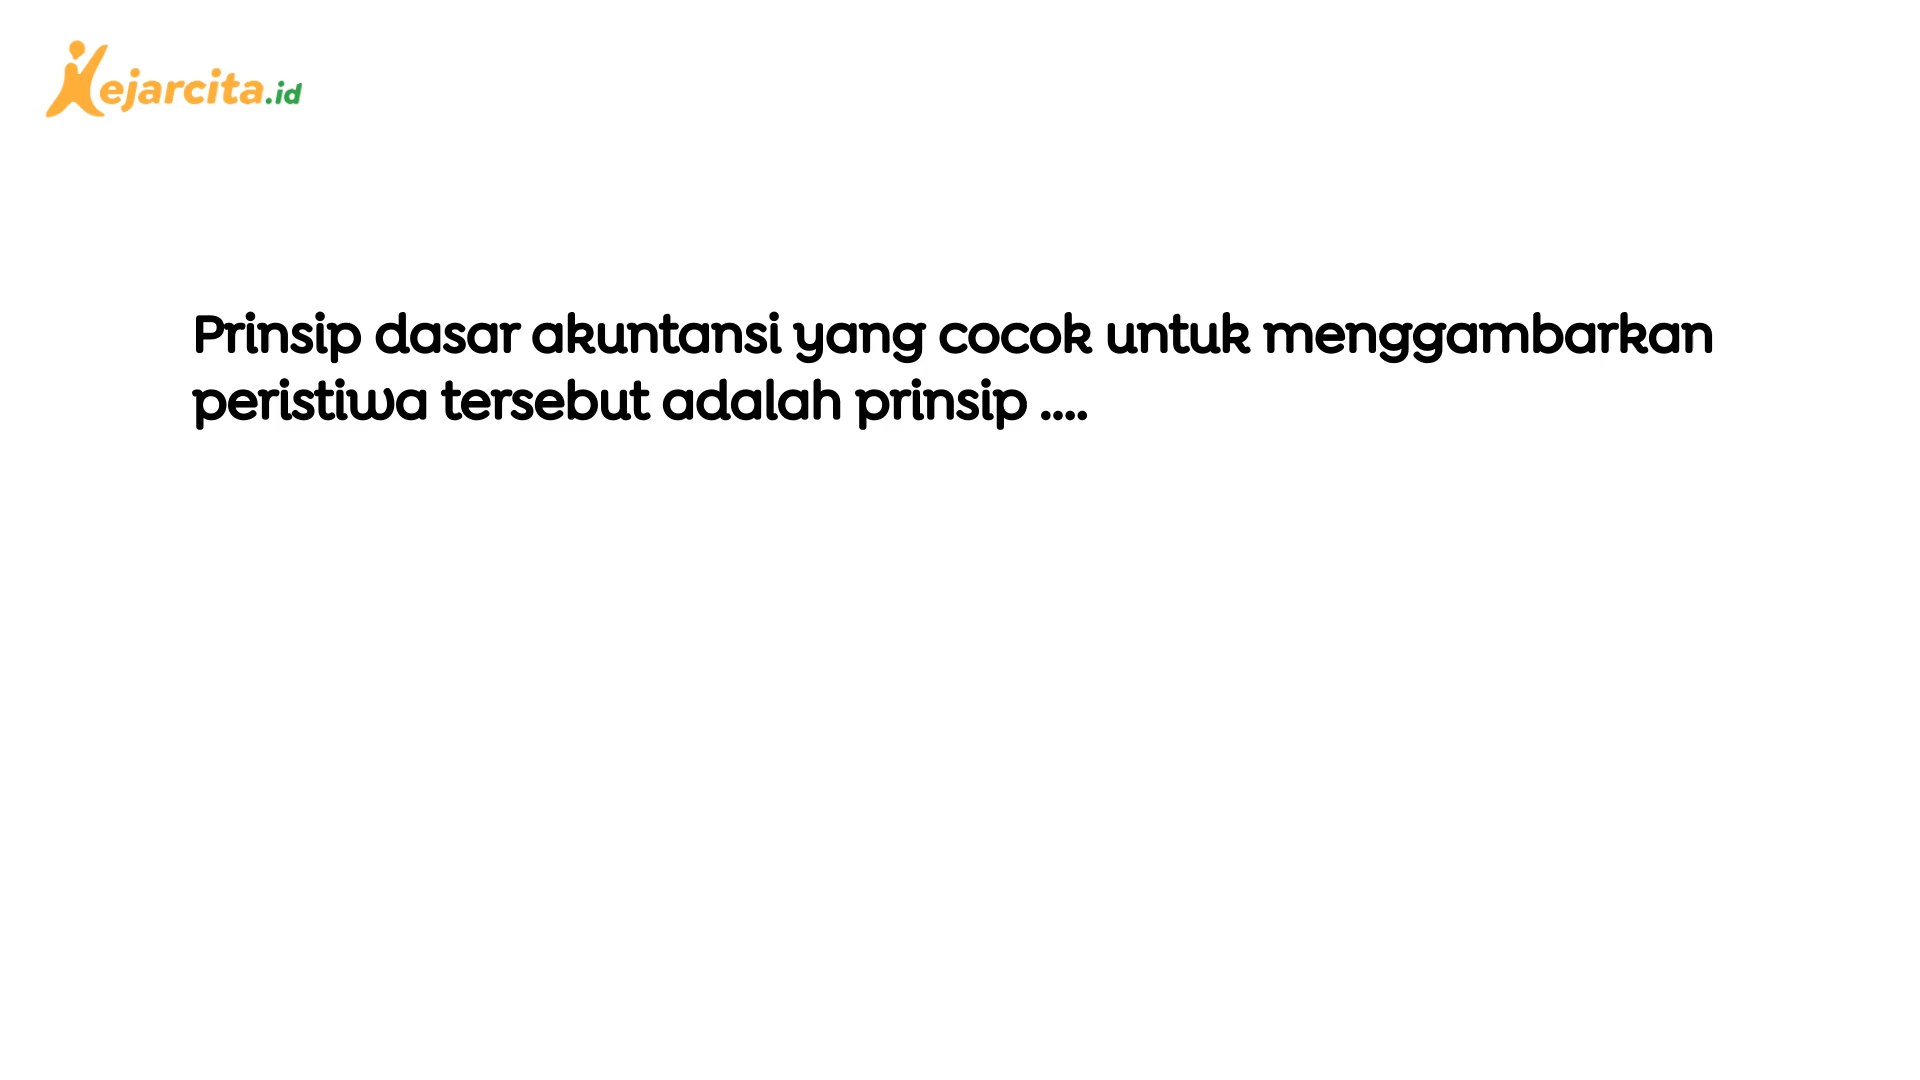 Kejarcita.id
Prinsip dasar akuntansi yang cocok untuk menggambarkan
peristiwa tersebut adalah prinsip ....